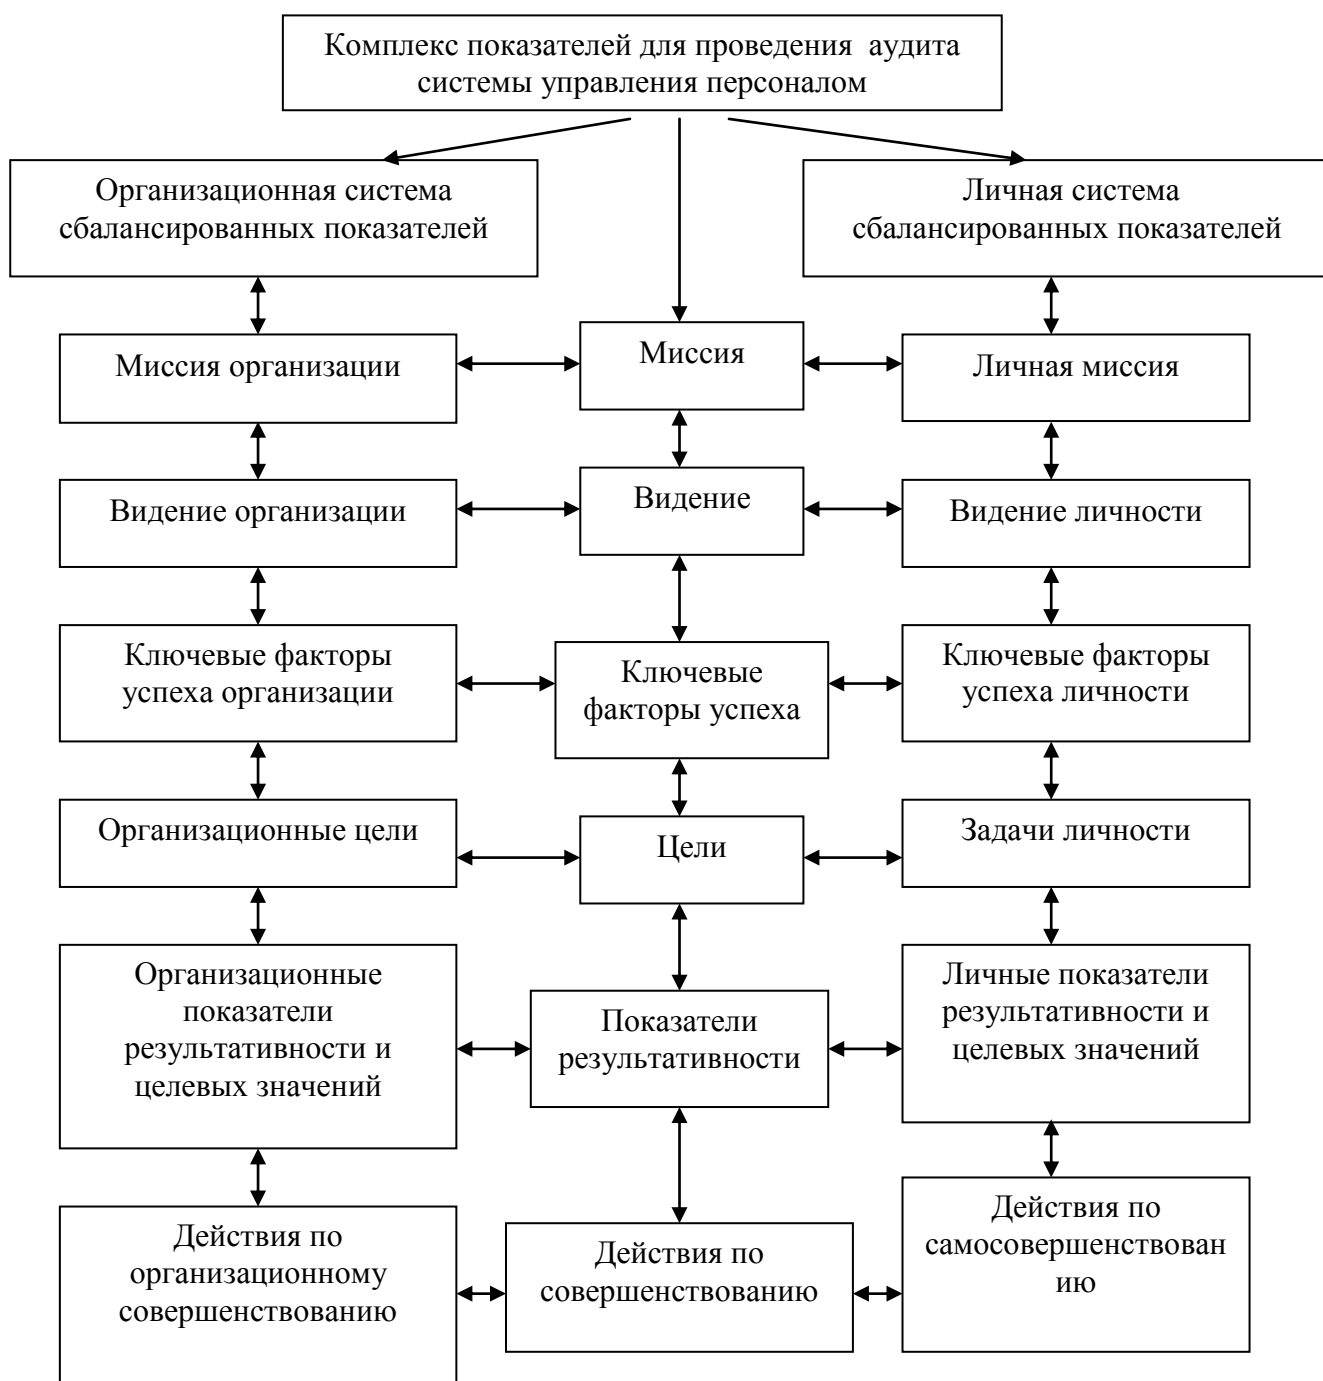 Комплекс показателей для проведения  аудита
системы управления персоналом
Организационная система
сбалансированных показателей
Личная система
сбалансированных показателей
Миссия организации
Миссия
Личная миссия
Видение организации
Видение
Видение личности
Ключевые факторы
успеха организации
Ключевые
факторы успеха
Ключевые факторы
успеха личности
Организационные цели
Цели
Задачи личности
Организационные
показатели
результативности и
целевых значений
Показатели
результативности
Личные показатели
результативности и
целевых значений
Действия по
организационному
совершенствованию
Действия по
совершенствованию
Действия по
самосовершенствован
ию